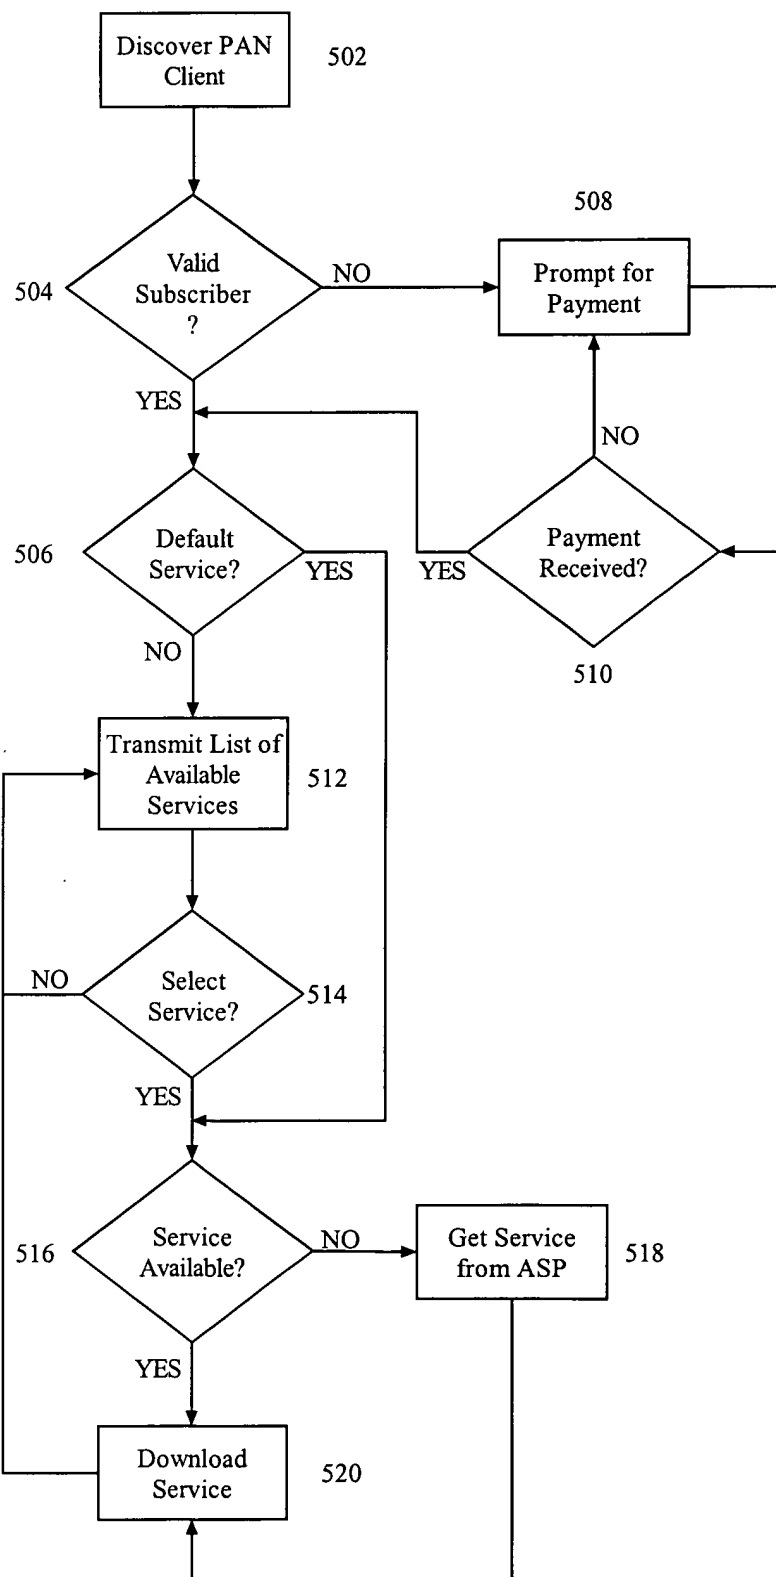 Discover PAN
Client
502
508
Valid
Subscriber
?
504
NO
Prompt for
Payment
YES
NO
Default
Service?
506
YES
Payment
Received?
YES
510
NO
Transmit List of
Available
Services
512
Select
Service?
514
NO
YES
Service
Available?
516
NO
Get Service
from ASP
518
YES
Download
Service
520